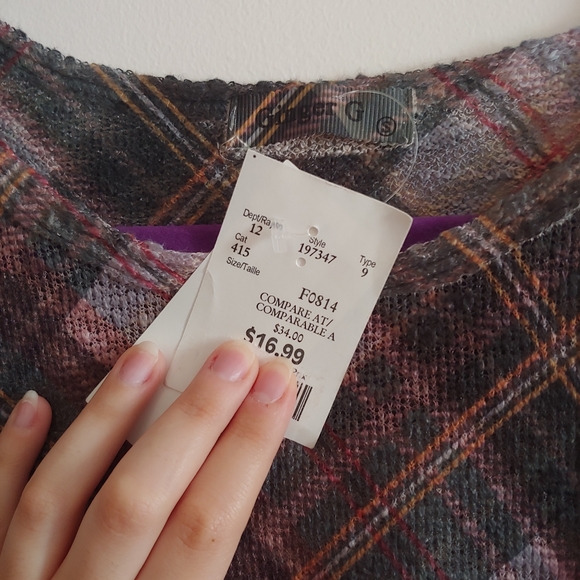 G
S
Dept/Rayon
12
Style
197347
Type
9
Cat
415
Size/Taille
F0814
COMPARE AT/
COMPARABLE A
$34.00
$16.99